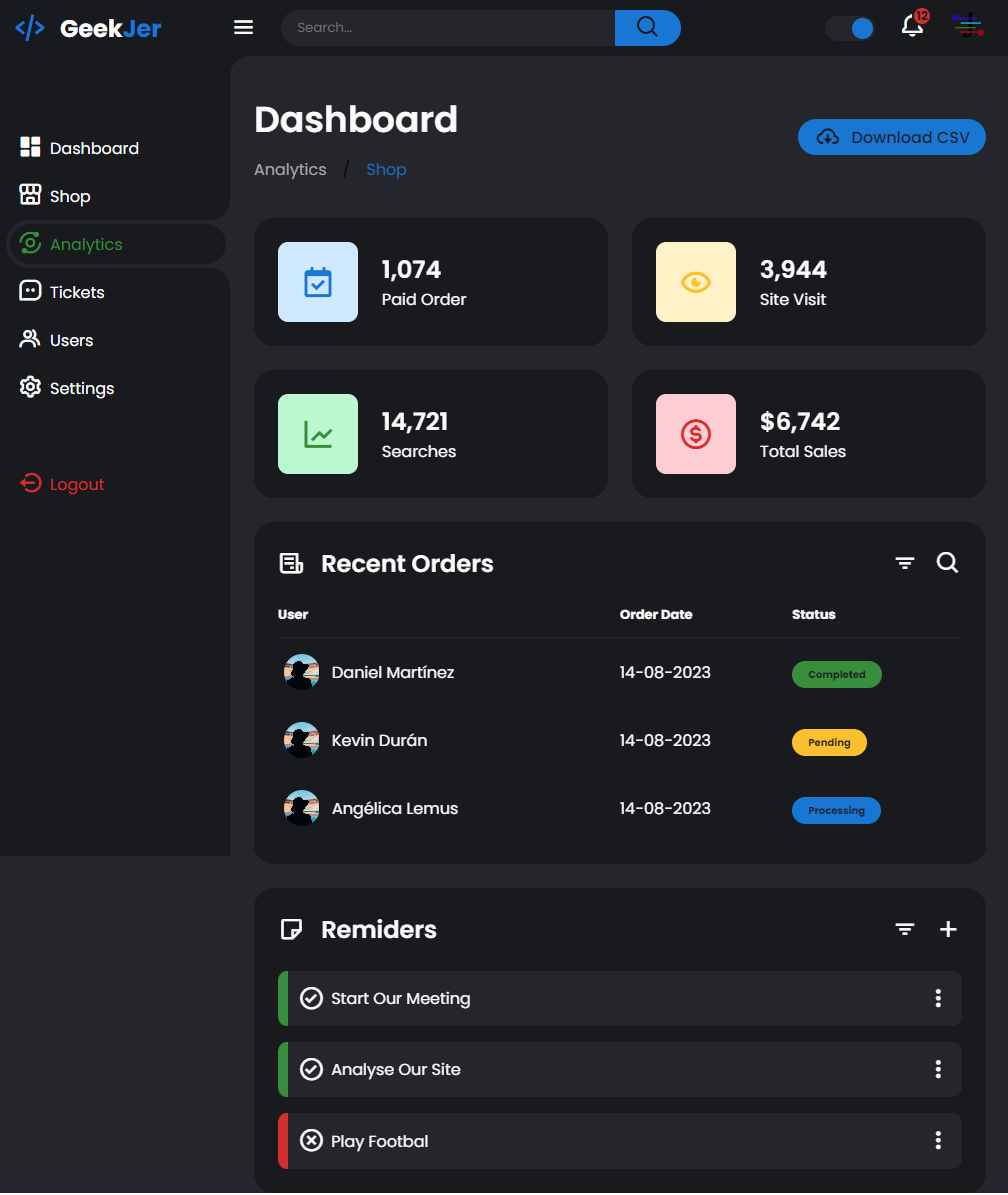 GeekJer
Search...
12
Dashboard
Shop
Analytics
Tickets
Users
Settings
Logout
Dashboard
Analytics / Shop
Download CSV
1,074
Paid Order
3,944
Site Visit
14,721
Searches
$6,742
Total Sales
Recent Orders
User Order Date Status
Daniel Martínez 14-08-2023 Completed
Kevin Durán 14-08-2023 Pending
Angélica Lemus 14-08-2023 Processing
Remiders
Start Our Meeting
Analyse Our Site
Play Footbal